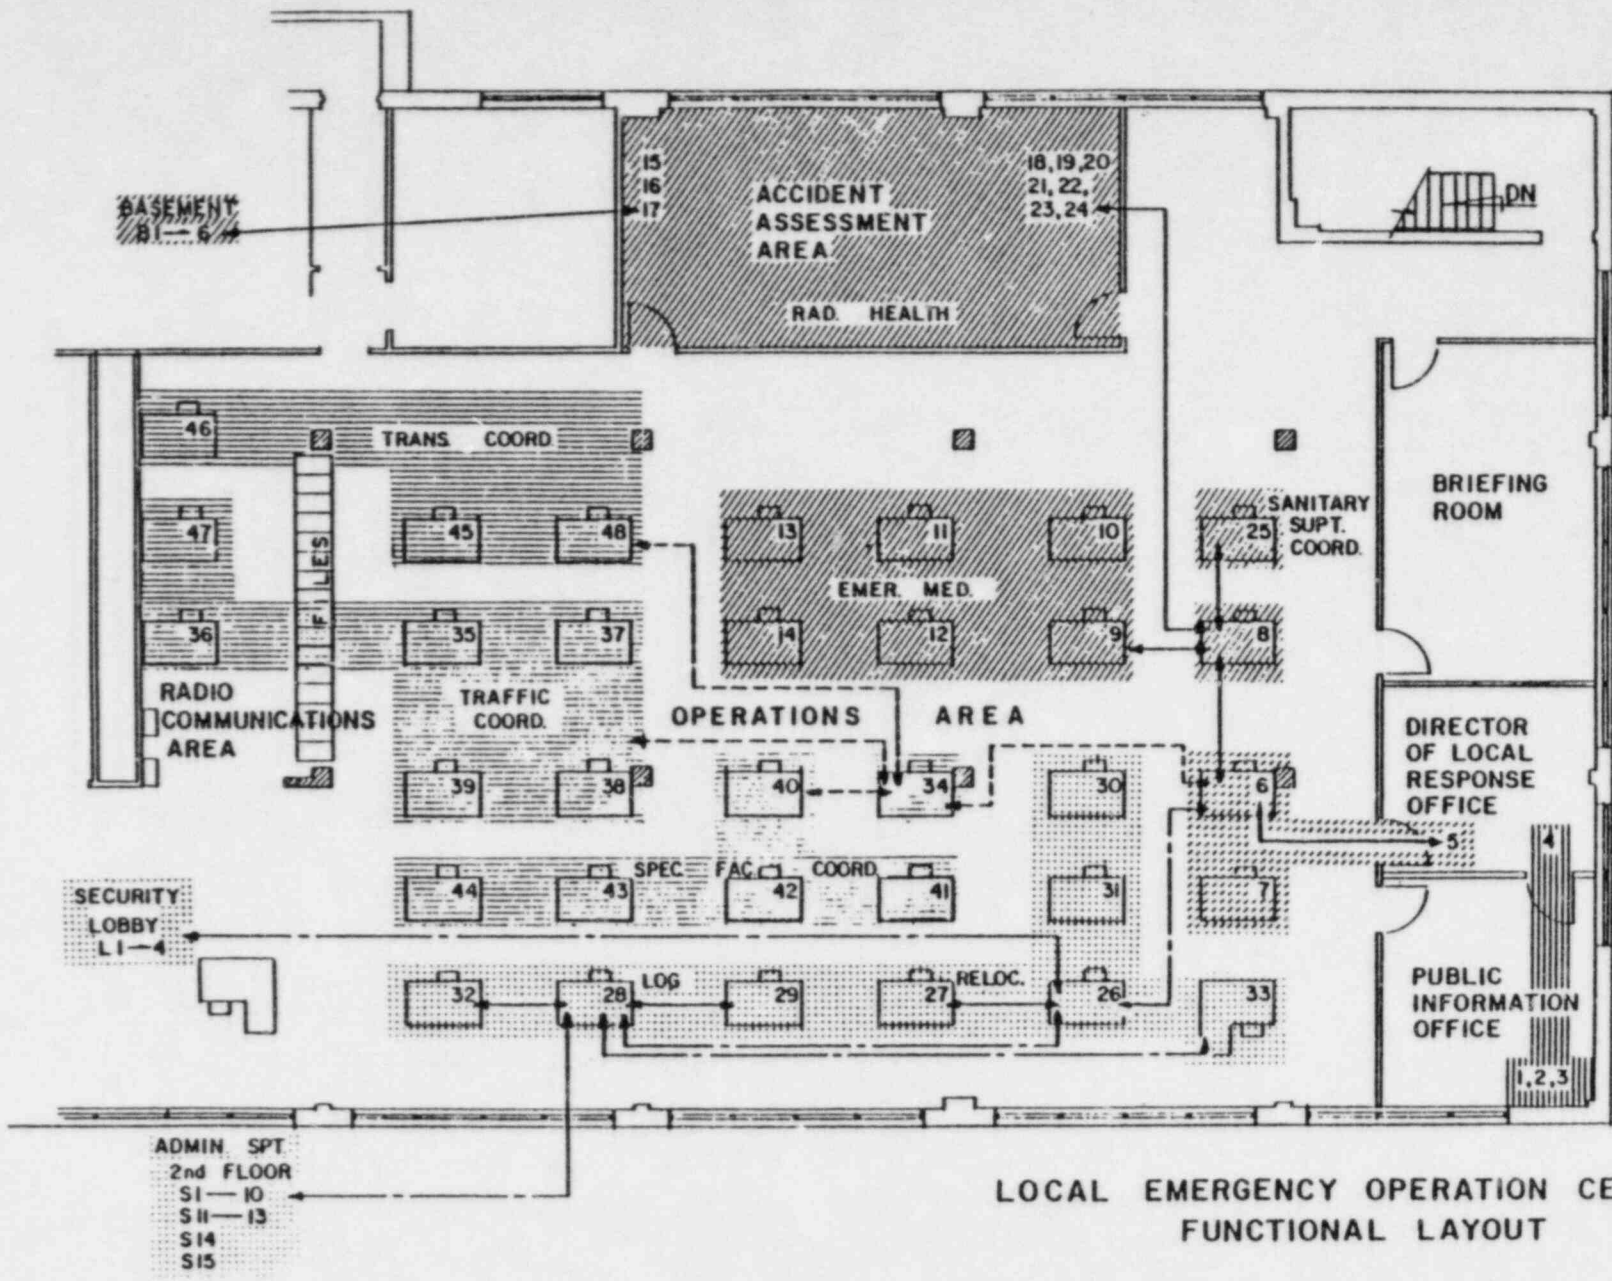 15
16
17
ACCIDENT
ASSESSMENT
AREA
18, 19, 20
21, 22,
23, 24
DN
BASEMENT
B1 — 6
RAD. HEALTH
46
TRANS. COORD
47
45
48
13
11
10
25
SANITARY
SUPT.
COORD.
BRIEFING
ROOM
FILES
EMER. MED.
36
35
37
14
12
9
8
RADIO
COMMUNICATIONS
AREA
TRAFFIC
COORD.
OPERATIONS AREA
DIRECTOR
OF LOCAL
RESPONSE
OFFICE
39
38
40
34
30
6
5
4
SPEC FAC COORD
44
43
42
41
31
7
SECURITY
LOBBY
L1 — 4
LOG
RELOC.
32
28
29
27
26
33
PUBLIC
INFORMATION
OFFICE
1, 2, 3
ADMIN SPT.
2nd FLOOR
S1 — 10
S11 — 13
S14
S15
LOCAL EMERGENCY OPERATION CE
FUNCTIONAL LAYOUT